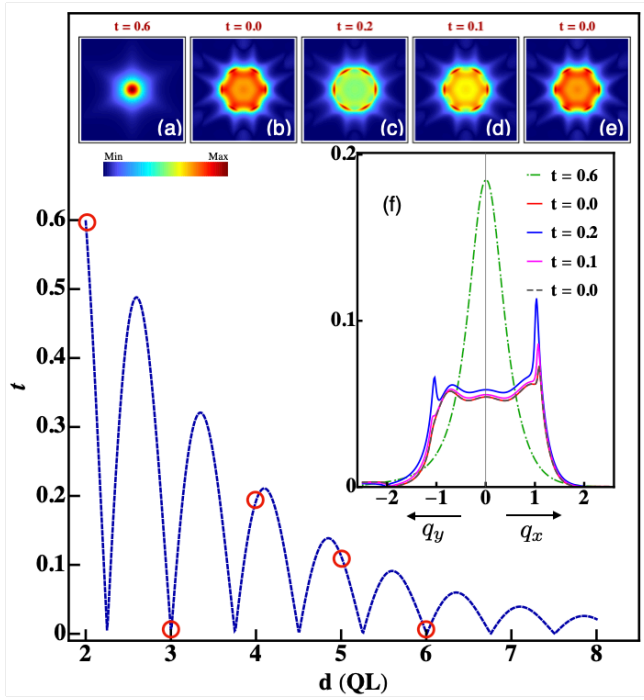 t = 0.6 t = 0.0 t = 0.2 t = 0.1 t = 0.0
(a) (b) (c) (d) (e)
Min Max
0.2
(f)
t = 0.6
t = 0.0
t = 0.2
t = 0.1
t = 0.0
0.1
0
−2 −1 0 1 2
q_y q_x
0.6
0.5
0.4
0.3
0.2
0.1
0
t
2 3 4 5 6 7 8
d (QL)